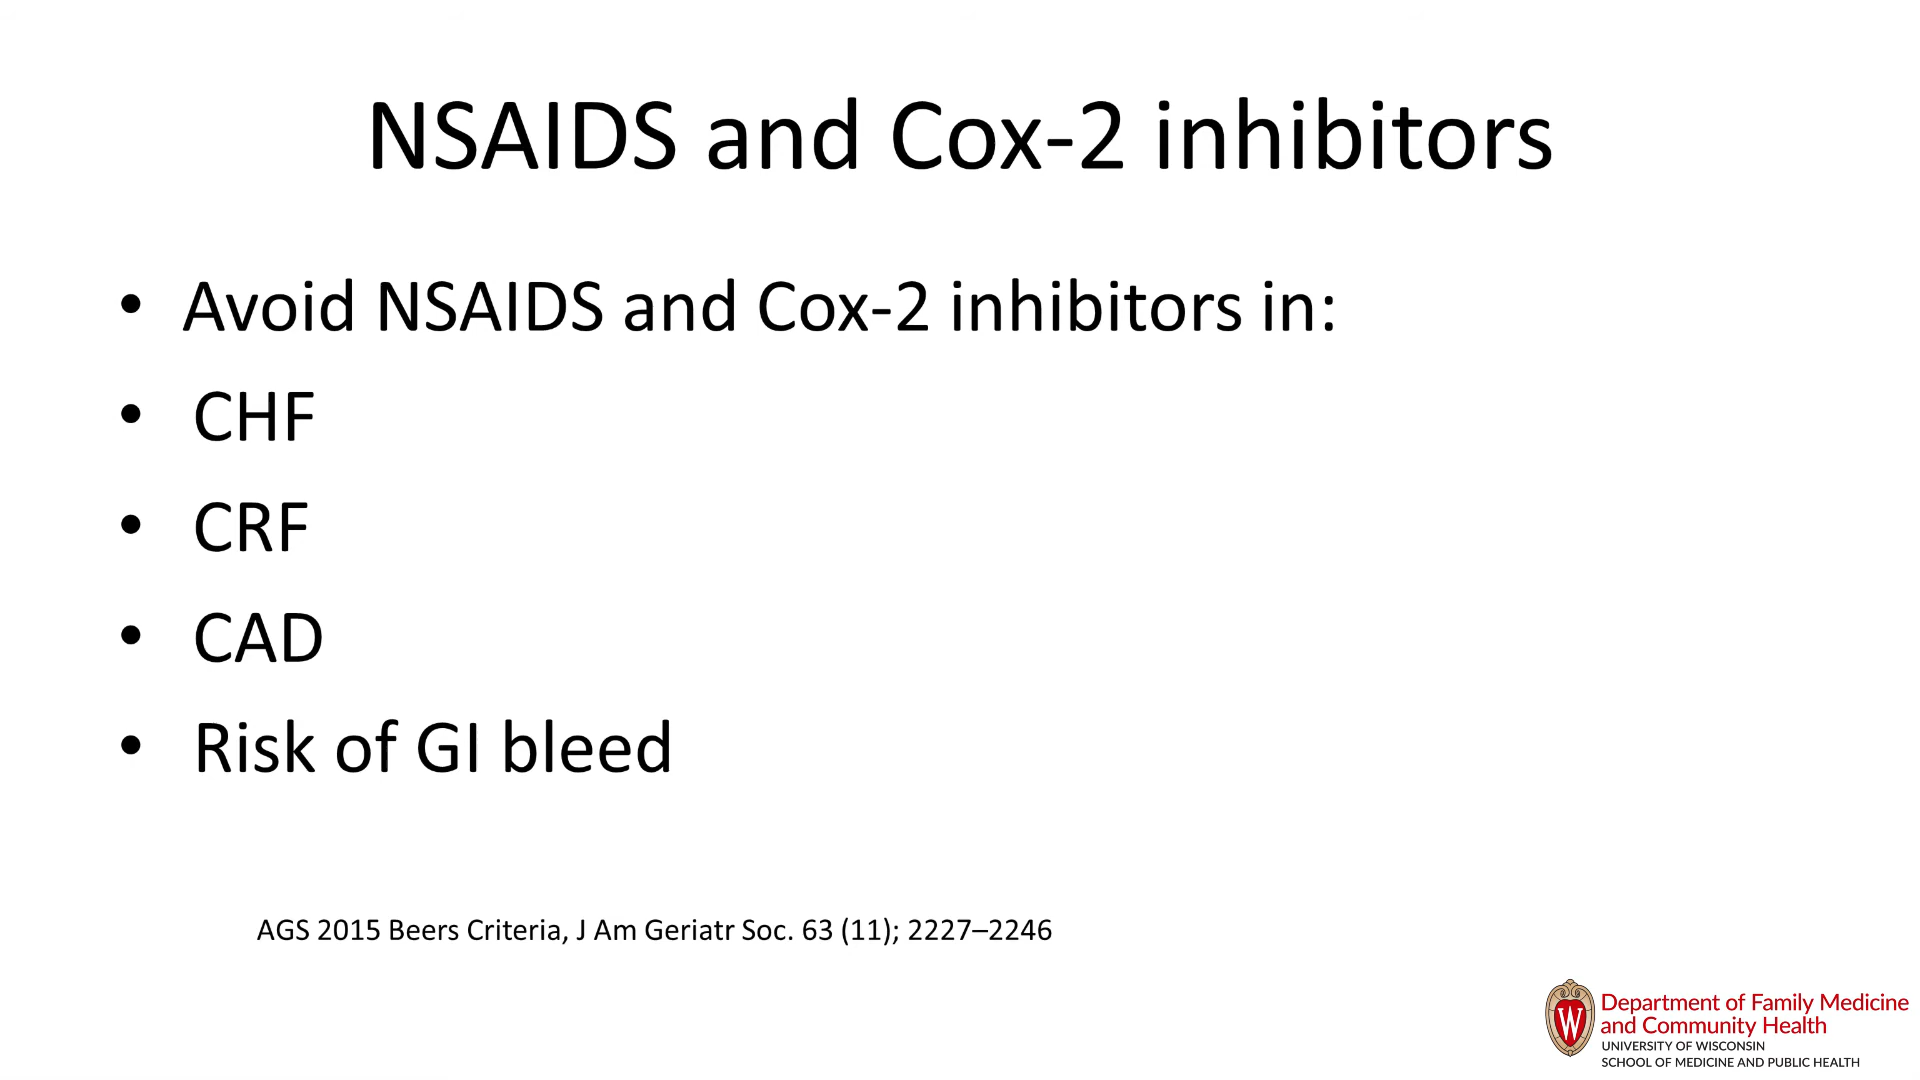 NSAIDS and Cox-2 inhibitors
• Avoid NSAIDS and Cox-2 inhibitors in:
• CHF
• CRF
• CAD
• Risk of GI bleed
AGS 2015 Beers Criteria, J Am Geriatr Soc. 63 (11); 2227–2246
W
Department of Family Medicine
and Community Health
UNIVERSITY OF WISCONSIN
SCHOOL OF MEDICINE AND PUBLIC HEALTH